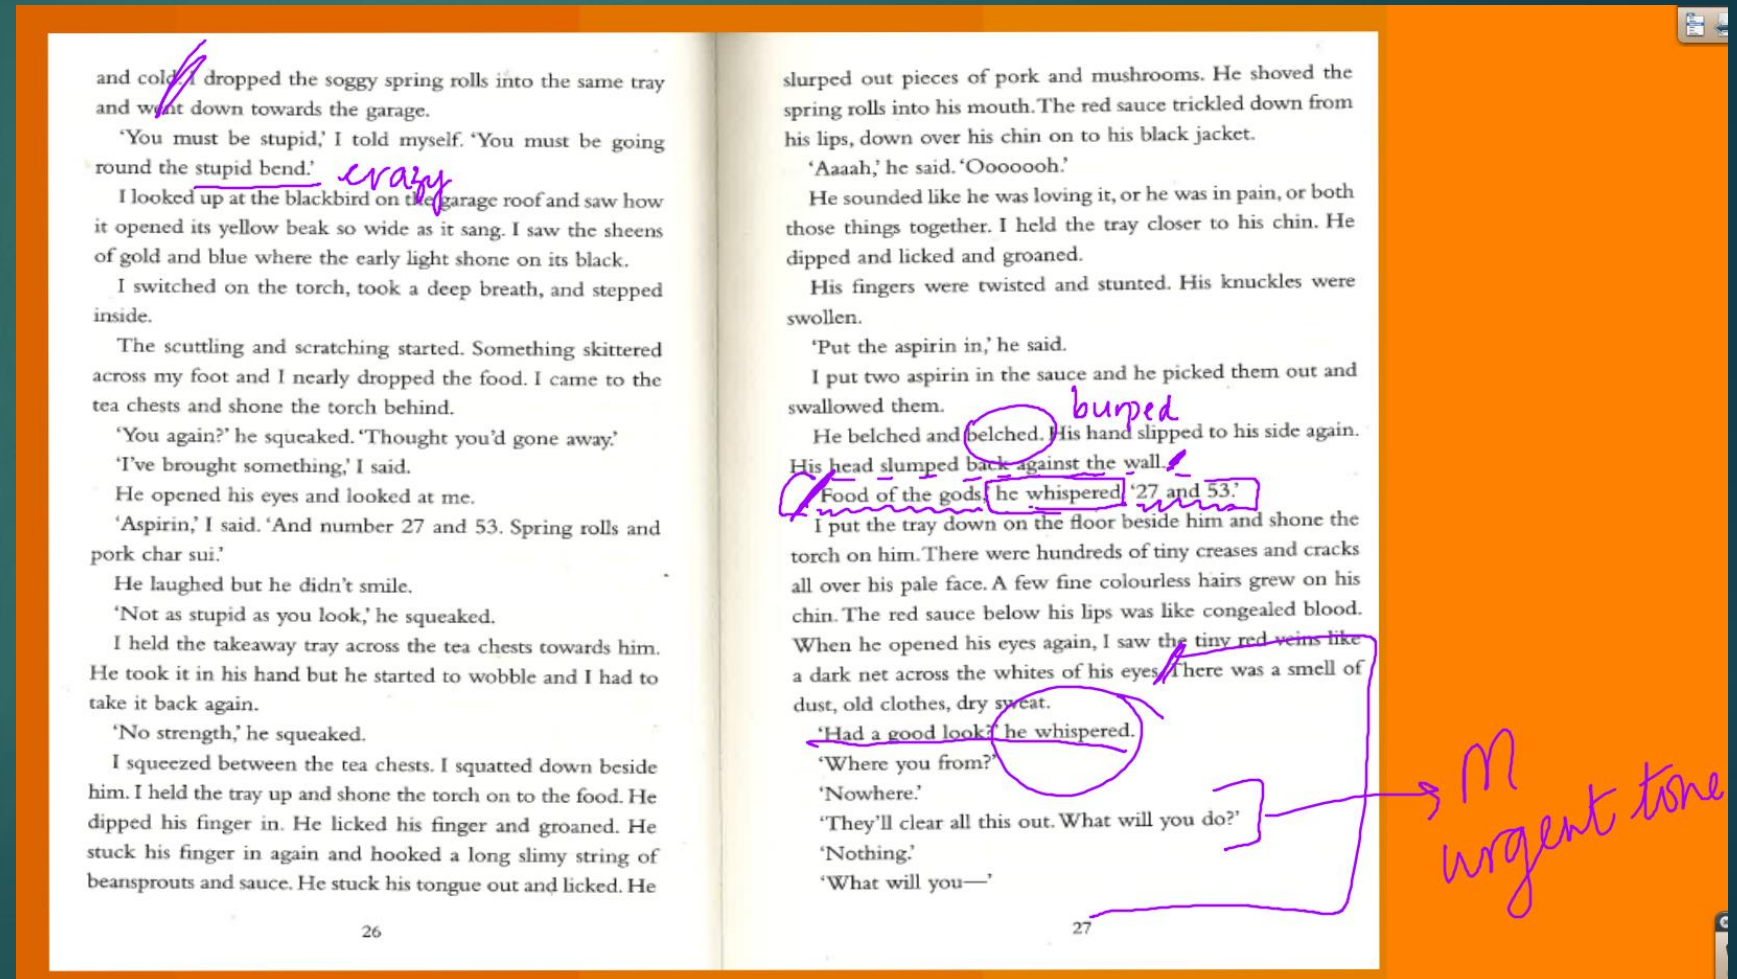 and cold. I dropped the soggy spring rolls into the same tray
and went down towards the garage.
‘You must be stupid,’ I told myself. ‘You must be going
round the stupid bend.’
crazy
I looked up at the blackbird on the garage roof and saw how
it opened its yellow beak so wide as it sang. I saw the sheens
of gold and blue where the early light shone on its black.
I switched on the torch, took a deep breath, and stepped
inside.
The scuttling and scratching started. Something skittered
across my foot and I nearly dropped the food. I came to the
tea chests and shone the torch behind.
‘You again?’ he squeaked. ‘Thought you’d gone away.’
‘I’ve brought something,’ I said.
He opened his eyes and looked at me.
‘Aspirin,’ I said. ‘And number 27 and 53. Spring rolls and
pork char sui.’
He laughed but he didn’t smile.
‘Not as stupid as you look,’ he squeaked.
I held the takeaway tray across the tea chests towards him.
He took it in his hand but he started to wobble and I had to
take it back again.
‘No strength,’ he squeaked.
I squeezed between the tea chests. I squatted down beside
him. I held the tray up and shone the torch on to the food. He
dipped his finger in. He licked his finger and groaned. He
stuck his finger in again and hooked a long slimy string of
beansprouts and sauce. He stuck his tongue out and licked. He
26
slurped out pieces of pork and mushrooms. He shoved the
spring rolls into his mouth. The red sauce trickled down from
his lips, down over his chin on to his black jacket.
‘Aaaah,’ he said. ‘Ooooooh.’
He sounded like he was loving it, or he was in pain, or both
those things together. I held the tray closer to his chin. He
dipped and licked and groaned.
His fingers were twisted and stunted. His knuckles were
swollen.
‘Put the aspirin in,’ he said.
I put two aspirin in the sauce and he picked them out and
swallowed them.
burped
He belched and belched. His hand slipped to his side again.
His head slumped back against the wall.
‘Food of the gods,’ he whispered. ‘27 and 53.’
I put the tray down on the floor beside him and shone the
torch on him. There were hundreds of tiny creases and cracks
all over his pale face. A few fine colourless hairs grew on his
chin. The red sauce below his lips was like congealed blood.
When he opened his eyes again, I saw the tiny red veins like
a dark net across the whites of his eyes. There was a smell of
dust, old clothes, dry sweat.
‘Had a good look?’ he whispered.
‘Where you from?’
‘Nowhere.’
‘They’ll clear all this out. What will you do?’
‘Nothing.’
‘What will you—’
27
M
urgent tone